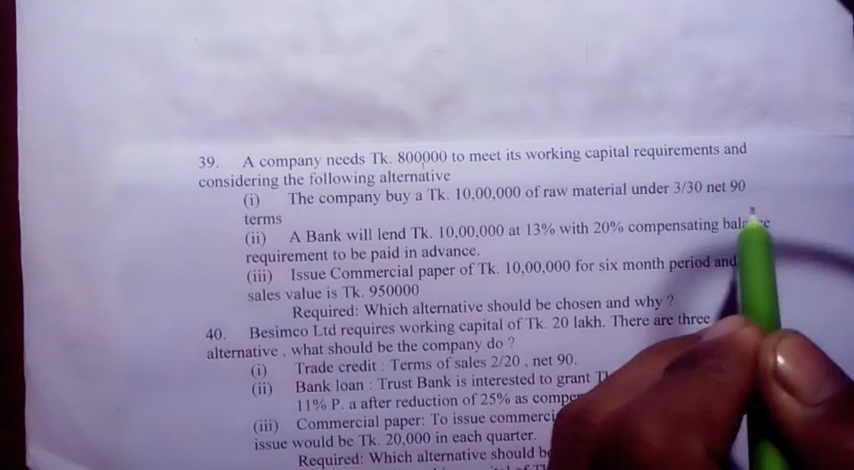 39. A company needs Tk. 800000 to meet its working capital requirements and
considering the following alternative
(i) The company buy a Tk. 10,00,000 of raw material under 3/30 net 90
terms
(ii) A Bank will lend Tk. 10,00,000 at 13% with 20% compensating
requirement to be paid in advance.
(iii) Issue Commercial paper of Tk. 10,00,000 for six month period and
sales value is Tk. 950000
Required: Which alternative should be chosen and why ?
40. Besimco Ltd requires working capital of Tk. 20 lakh. There are three
alternative , what should be the company do ?
(i) Trade credit : Terms of sales 2/20 , net 90.
(ii) Bank loan : Trust Bank is interested to grant
11% P. a after reduction of 25% as
(iii) Commercial paper: To issue
issue would be Tk. 20,000 in each quarter.
Required: Which alternative should